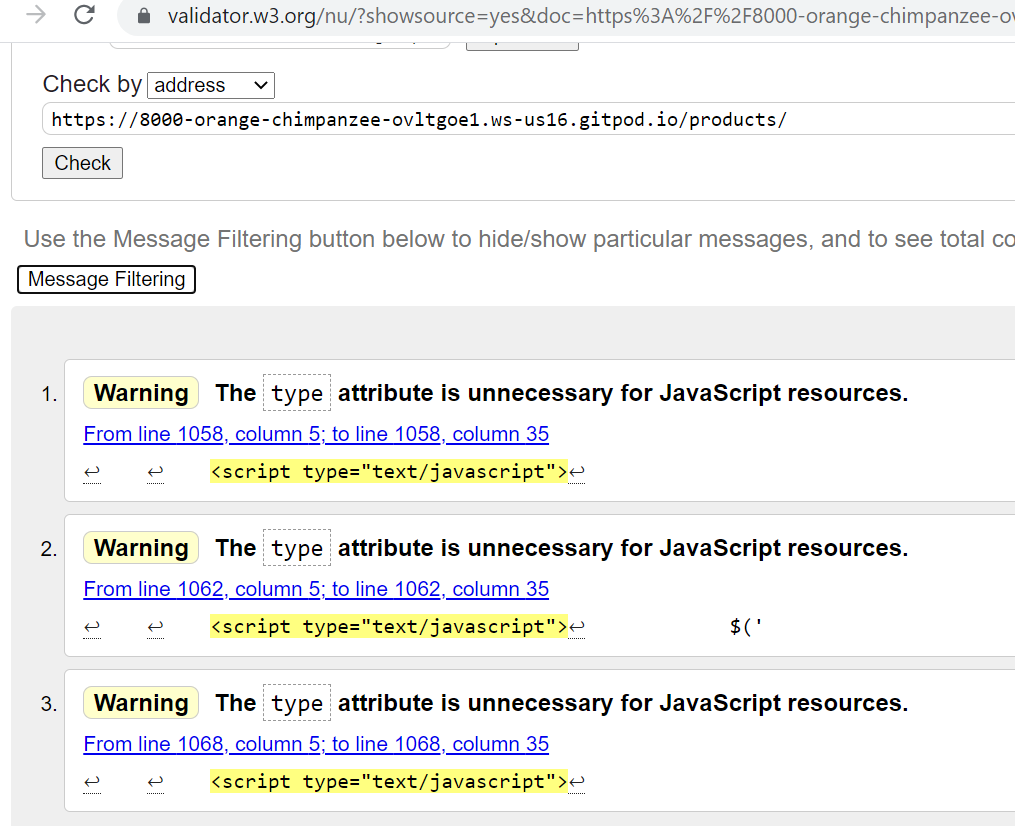 validator.w3.org/nu/?showsource=yes&doc=https%3A%2F%2F8000-orange-chimpanzee-ov
Check by address
https://8000-orange-chimpanzee-ovltgoe1.ws-us16.gitpod.io/products/
Check
Use the Message Filtering button below to hide/show particular messages, and to see total co
Message Filtering
1. Warning The type attribute is unnecessary for JavaScript resources.
From line 1058, column 5; to line 1058, column 35
↩ ↩ <script type="text/javascript">↩
2. Warning The type attribute is unnecessary for JavaScript resources.
From line 1062, column 5; to line 1062, column 35
↩ ↩ <script type="text/javascript">↩ $('
3. Warning The type attribute is unnecessary for JavaScript resources.
From line 1068, column 5; to line 1068, column 35
↩ ↩ <script type="text/javascript">↩